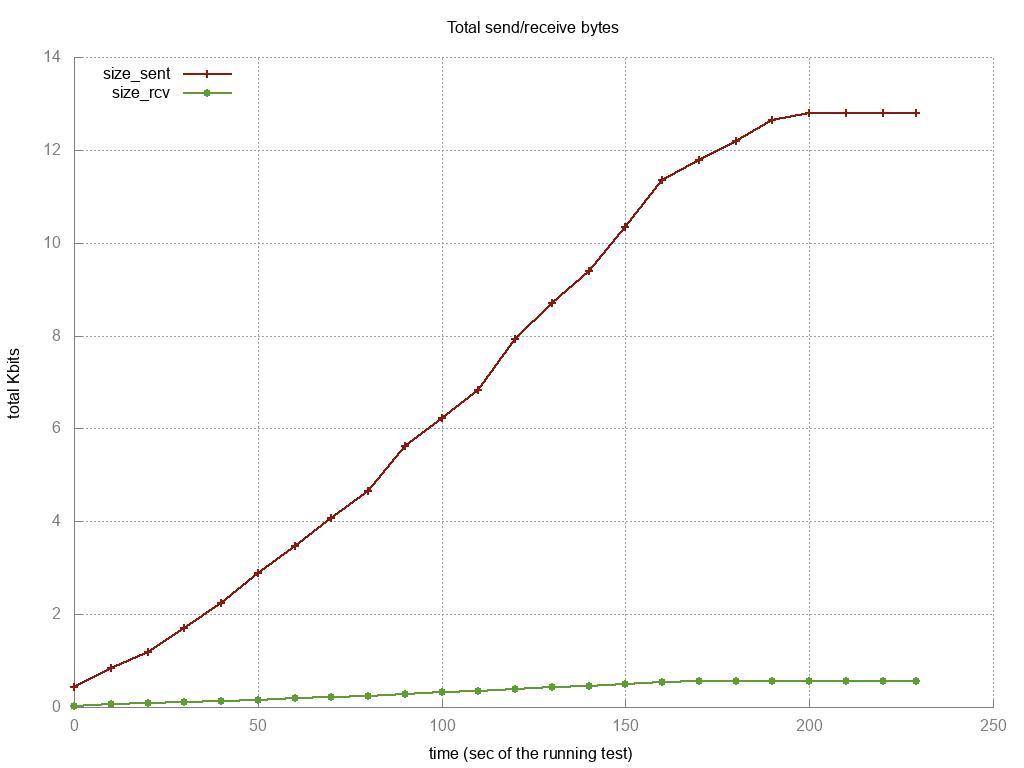 Total send/receive bytes
14
size_sent
size_rcv
12
10
8
total Kbits
6
4
2
0
0 50 100 150 200 250
time (sec of the running test)